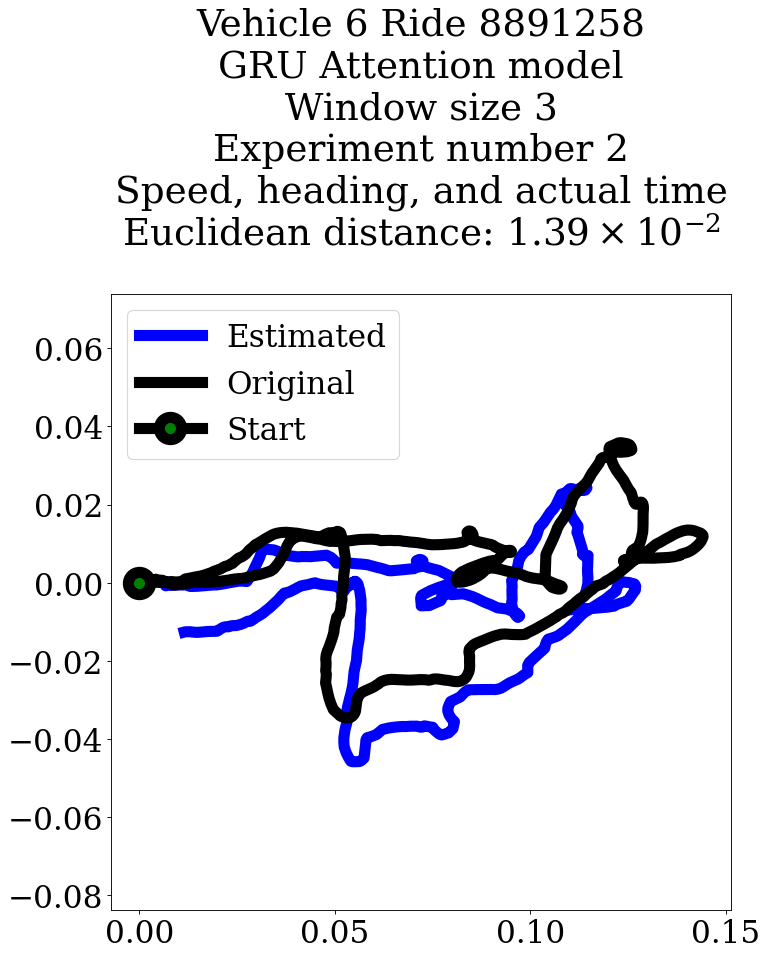 Vehicle 6 Ride 8891258
GRU Attention model
Window size 3
Experiment number 2
Speed, heading, and actual time
Euclidean distance: 1.39 × 10⁻²
Estimated
Original
Start
0.06
0.04
0.02
0.00
−0.02
−0.04
−0.06
−0.08
0.00 0.05 0.10 0.15